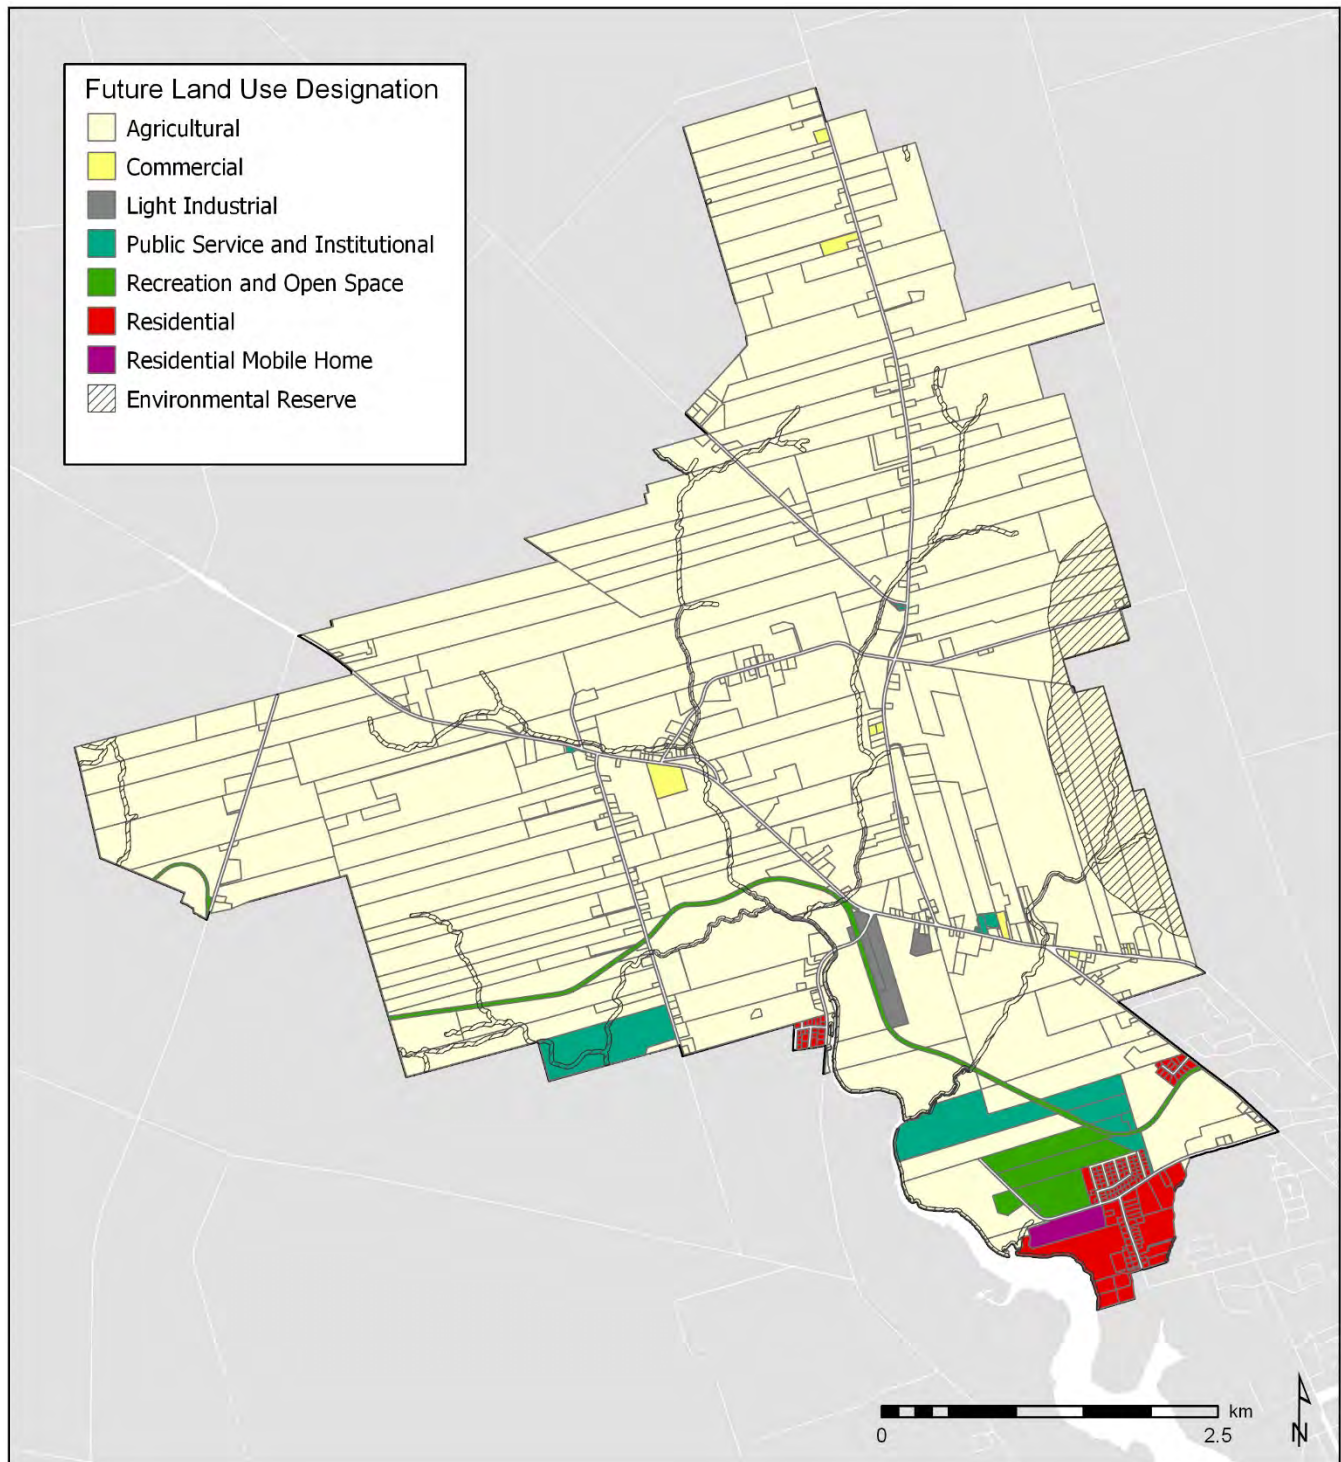 Future Land Use Designation
Agricultural
Commercial
Light Industrial
Public Service and Institutional
Recreation and Open Space
Residential
Residential Mobile Home
Environmental Reserve
km
0 2.5
N